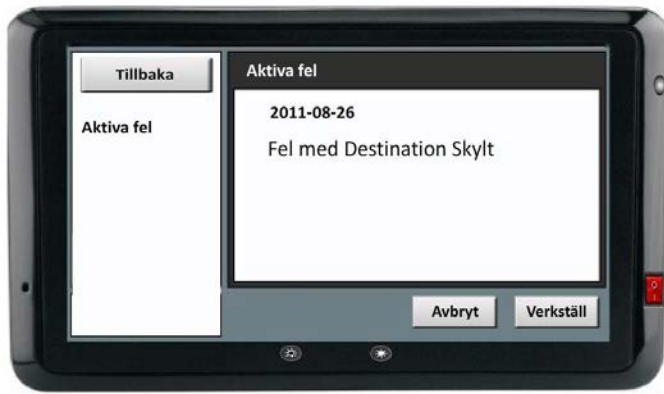 Tillbaka
Aktiva fel
Aktiva fel
2011-08-26
Fel med Destination Skylt
Avbryt
Verkställ